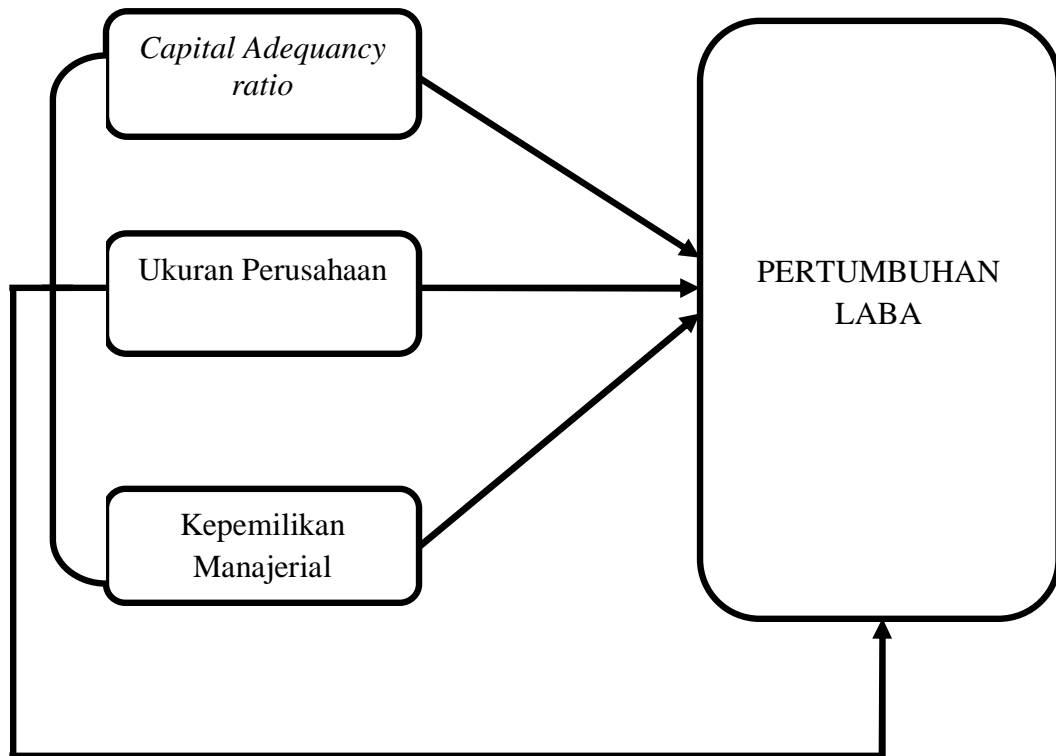 Capital Adequancy
ratio
Ukuran Perusahaan
PERTUMBUHAN
LABA
Kepemilikan
Manajerial